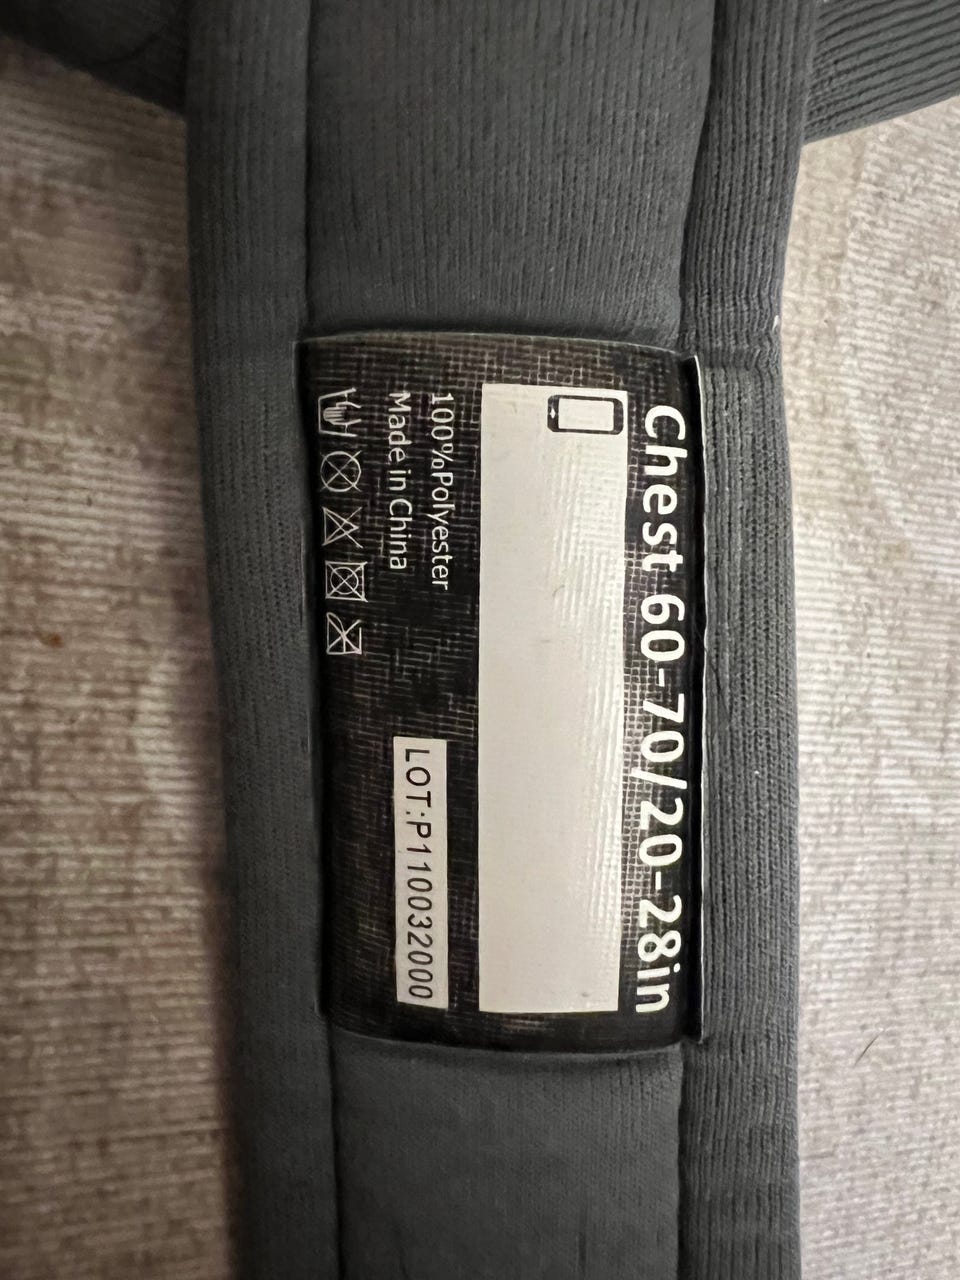 Chest 60-70/20-28in
100%Polyester
Made in China
LOT:P110032000